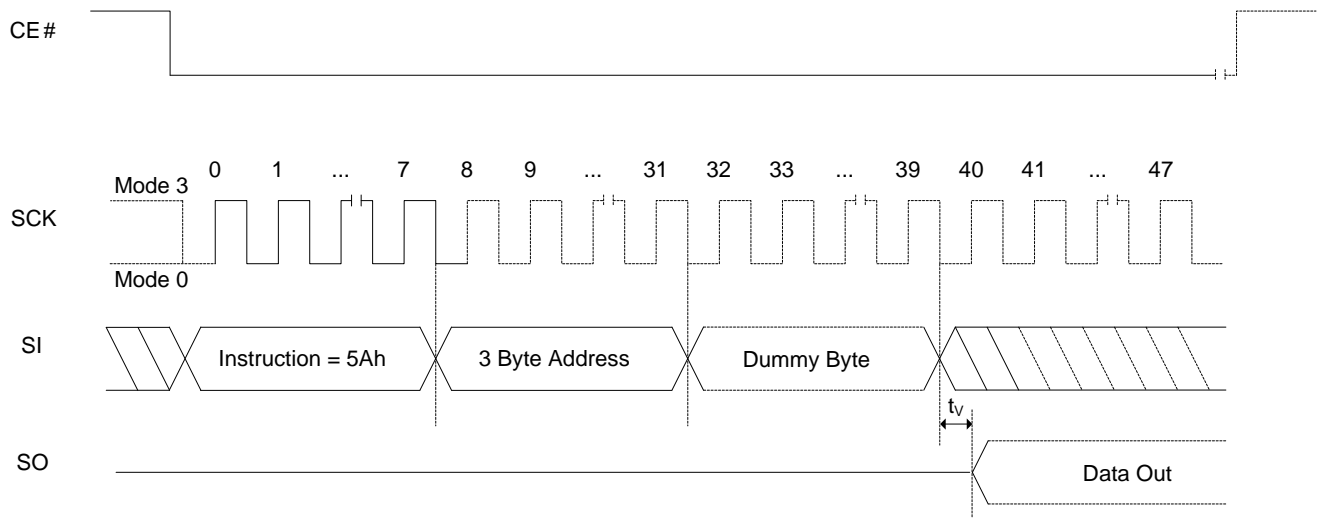 CE#
0 1 ... 7 8 9 ... 31 32 33 ... 39 40 41 ... 47
Mode 3
SCK
Mode 0
SI
Instruction = 5Ah
3 Byte Address
Dummy Byte
tV
SO
Data Out